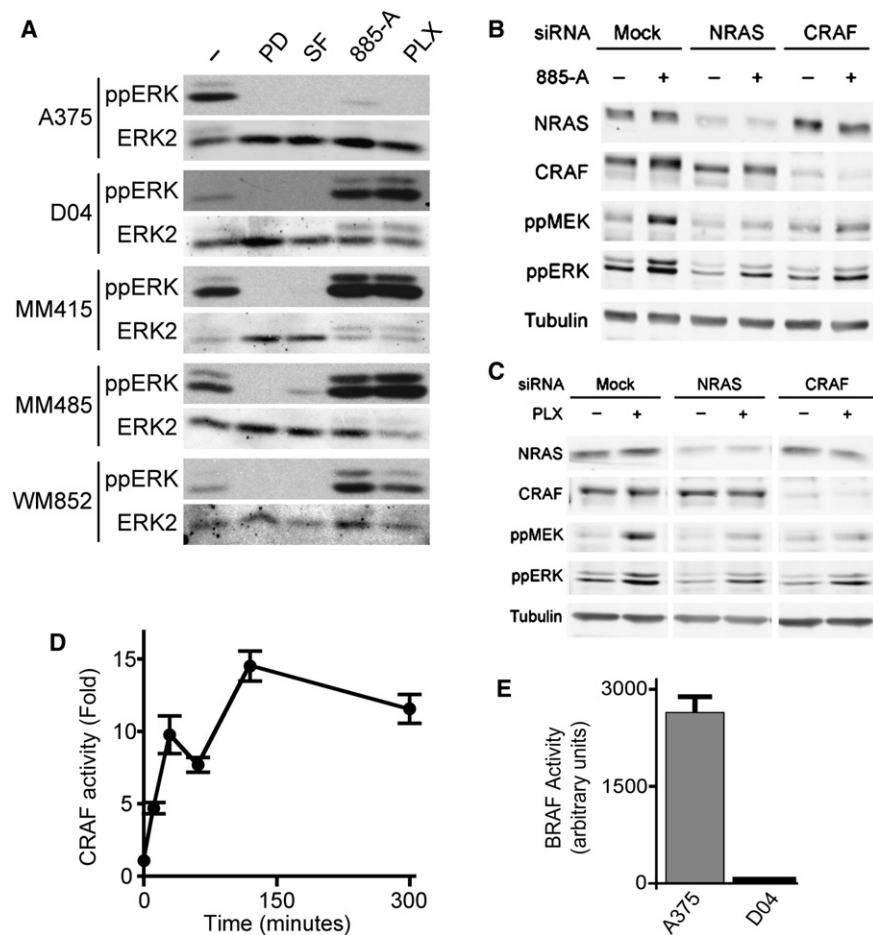 A
– PD SF 885-A PLX
A375
ppERK
ERK2
D04
ppERK
ERK2
MM415
ppERK
ERK2
MM485
ppERK
ERK2
WM852
ppERK
ERK2
B
siRNA Mock NRAS CRAF
885-A – + – + – +
NRAS
CRAF
ppMEK
ppERK
Tubulin
C
siRNA Mock NRAS CRAF
PLX – + – + – +
NRAS
CRAF
ppMEK
ppERK
Tubulin
D
CRAF activity (Fold)
15
10
5
0
0 150 300
Time (minutes)
E
BRAF Activity
(arbitrary units)
3000
1500
0
A375 D04